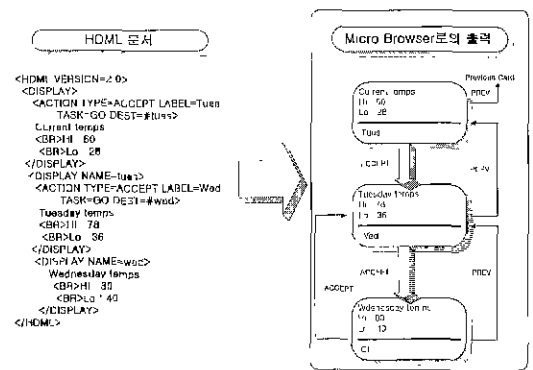 HDML 문서
<HDML VERSION=2.0>
<DISPLAY>
<ACTION TYPE=ACCEPT LABEL=Tues
TASK=GO DEST=#tues>
Current temps
<BR>Hi 60
<BR>Lo 28
</DISPLAY>
<DISPLAY NAME=tues>
<ACTION TYPE=ACCEPT LABEL=Wed
TASK=GO DEST=#wed>
Tuesday temps
<BR>Hi 78
<BR>Lo 36
</DISPLAY>
<DISPLAY NAME=wed>
Wednesday temps
<BR>Hi 80
<BR>Lo 40
</DISPLAY>
</HDML>
Micro Browser로의 출력
Previous Card
PREV
Current temps
Hi
Lo 28
Tues
ACCEPT
PREV
Tuesday temps
Hi
Lo 36
Wed
ACCEPT
PREV
ACCEPT
Wednesday temps
Hi 80